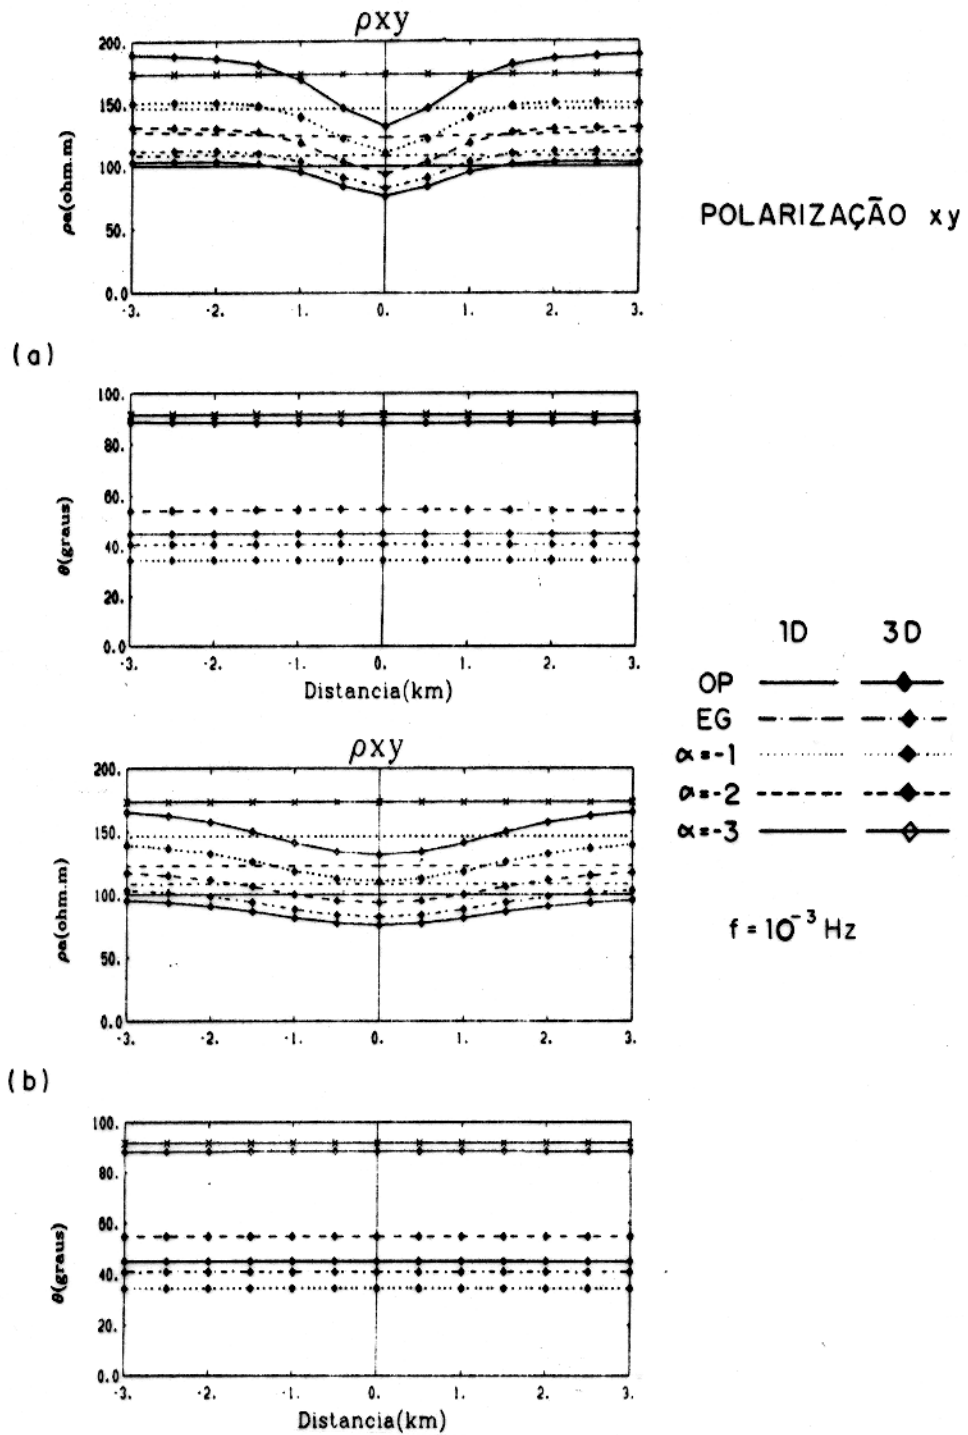 ρxy
200.
150.
100.
50.
0.0
ρa(ohm.m)
-3. -2. -1. 0. 1. 2. 3.
POLARIZAÇÃO xy
(a)
100.
80.
60.
40.
20.
0.0
θ(graus)
-3. -2. -1. 0. 1. 2. 3.
Distancia(km)
1D 3D
OP
EG
α=-1
α=-2
α=-3
f = 10⁻³ Hz
ρxy
200.
150.
100.
50.
0.0
ρa(ohm.m)
-3. -2. -1. 0. 1. 2. 3.
(b)
100.
80.
60.
40.
20.
0.0
θ(graus)
-3. -2. -1. 0. 1. 2. 3.
Distancia(km)